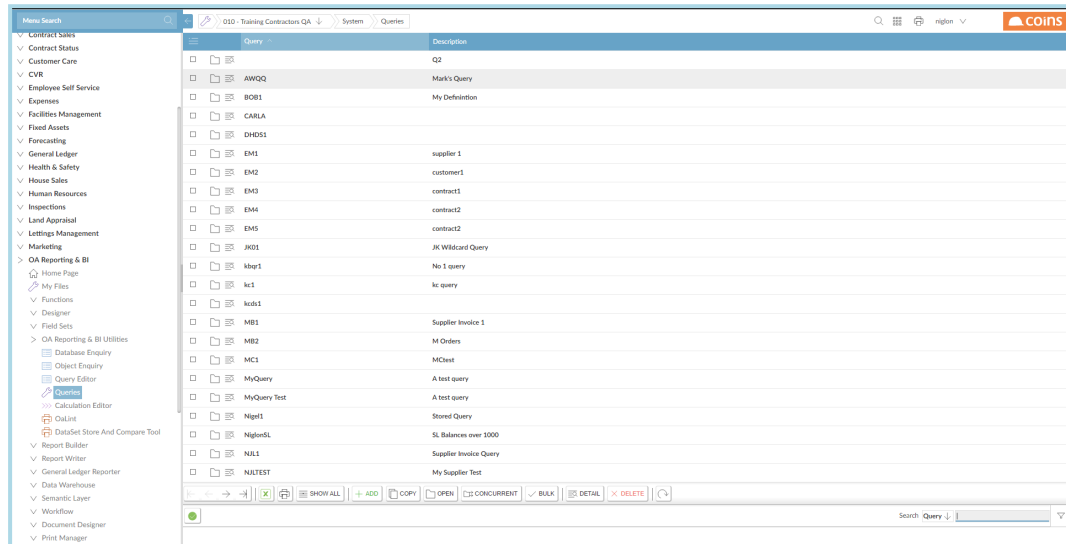 Menu Search
010 - Training Contractors QA
System
Queries
niglon
coins
Contract Sales
Contract Status
Customer Care
CVR
Employee Self Service
Expenses
Facilities Management
Fixed Assets
Forecasting
General Ledger
Health & Safety
House Sales
Human Resources
Inspections
Land Appraisal
Lettings Management
Marketing
OA Reporting & BI
Home Page
My Files
Functions
Designer
Field Sets
OA Reporting & BI Utilities
Database Enquiry
Object Enquiry
Query Editor
Queries
Calculation Editor
OaLint
DataSet Store And Compare Tool
Report Builder
Report Writer
General Ledger Reporter
Data Warehouse
Semantic Layer
Workflow
Document Designer
Print Manager
Query Description
Q2
AWQQ Mark's Query
BOB1 My Definintion
CARLA
DHDS1
EM1 supplier 1
EM2 customer1
EM3 contract1
EM4 contract2
EM5 contract2
JK01 JK Wildcard Query
kbqr1 No 1 query
kc1 kc query
kcds1
MB1 Supplier Invoice 1
MB2 M Orders
MC1 MCtest
MyQuery A test query
MyQuery Test A test query
Nigel1 Stored Query
NiglonSL SL Balances over 1000
NJL1 Supplier Invoice Query
NJLTEST My Supplier Test
SHOW ALL ADD COPY OPEN CONCURRENT BULK DETAIL DELETE
Search Query